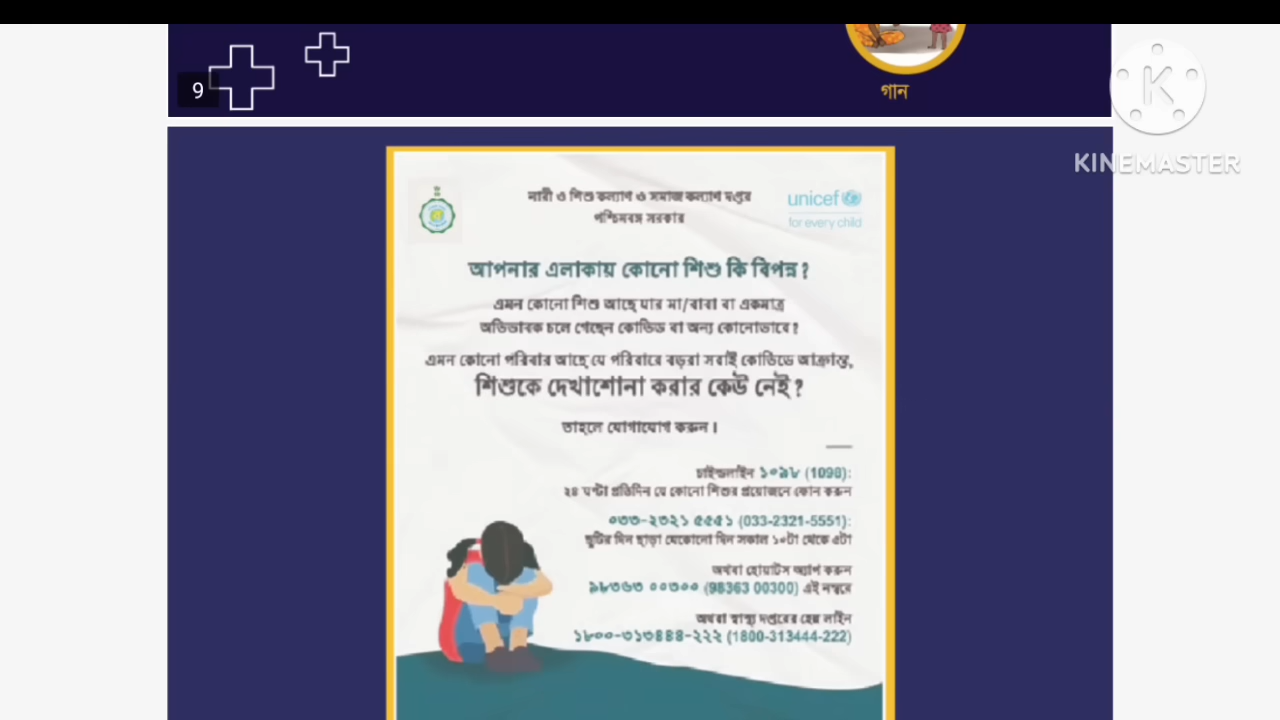 9
গান
KINEMASTER
নারী ও শিশু কল্যাণ ও সমাজ কল্যাণ দপ্তর
পশ্চিমবঙ্গ সরকার
unicef
for every child
আপনার এলাকায় কোনো শিশু কি বিপন্ন?
এমন কোনো শিশু আছে যার মা/বাবা বা একমাত্র
অভিভাবক চলে গেছেন কোভিড বা অন্য কোনোভাবে?
এমন কোনো পরিবার আছে যে পরিবারে বড়রা সবাই কোভিডে আক্রান্ত,
শিশুকে দেখাশোনা করার কেউ নেই?
তাহলে যোগাযোগ করুন।
চাইল্ডলাইন ১০৯৮ (1098):
২৪ ঘণ্টা প্রতিদিন যে কোনো শিশুর প্রয়োজনে ফোন করুন
০৩৩-২৩২১ ৫৫৫১ (033-2321-5551):
ছুটির দিন ছাড়া যেকোনো দিন সকাল ১০টা থেকে ৫টা
অথবা হোয়াটস অ্যাপ করুন
৯৮৩৬৩ ০০৩০০ (98363 00300) এই নম্বরে
অথবা স্বাস্থ্য দপ্তরের হেল্প লাইন
১৮০০-৩১৩৪৪৪-২২২ (1800-313444-222)